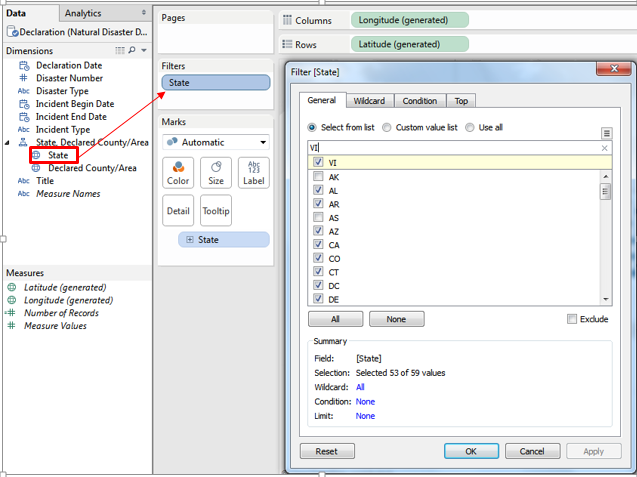 Data
Analytics
Declaration (Natural Disaster D...
Dimensions
Declaration Date
Disaster Number
Abc Disaster Type
Incident Begin Date
Incident End Date
Abc Incident Type
State, Declared County/Area
State
Declared County/Area
Abc Title
Abc Measure Names
Measures
Latitude (generated)
Longitude (generated)
Number of Records
Measure Values
Pages
Filters
State
Marks
Automatic
Color
Size
Abc
123
Label
Detail
Tooltip
State
Columns
Longitude (generated)
Rows
Latitude (generated)
Filter [State]
General
Wildcard
Condition
Top
Select from list
Custom value list
Use all
VI
VI
AK
AL
AR
AS
AZ
CA
CO
CT
DC
DE
All
None
Exclude
Summary
Field: [State]
Selection: Selected 53 of 59 values
Wildcard: All
Condition: None
Limit: None
Reset
OK
Cancel
Apply